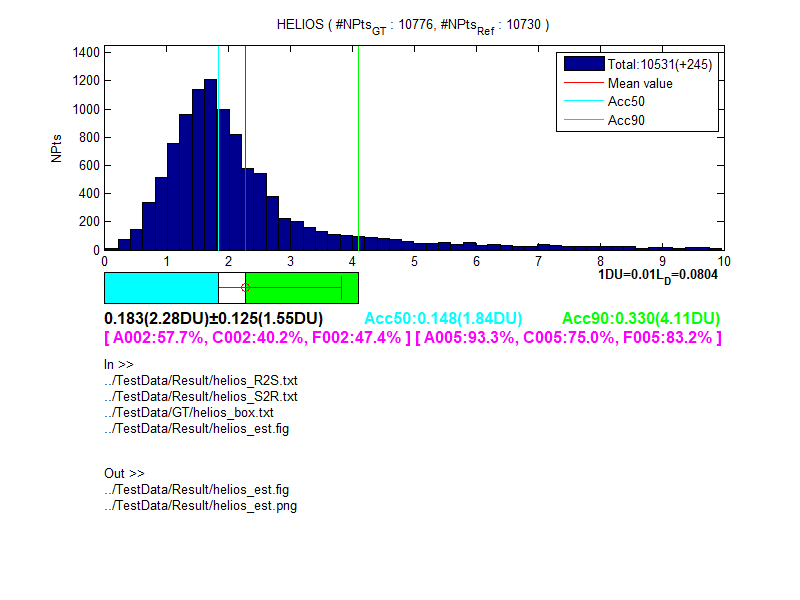 HELIOS ( #NPtsGT : 10776, #NPtsRef : 10730 )
1400
1200
1000
800
600
400
200
0
NPts
Total:10531(+245)
Mean value
Acc50
Acc90
0 1 2 3 4 5 6 7 8 9 10
1DU=0.01LD=0.0804
0.183(2.28DU)±0.125(1.55DU) Acc50:0.148(1.84DU) Acc90:0.330(4.11DU)
[ A002:57.7%, C002:40.2%, F002:47.4% ] [ A005:93.3%, C005:75.0%, F005:83.2% ]
In >>
../TestData/Result/helios_R2S.txt
../TestData/Result/helios_S2R.txt
../TestData/GT/helios_box.txt
../TestData/Result/helios_est.fig
Out >>
../TestData/Result/helios_est.fig
../TestData/Result/helios_est.png